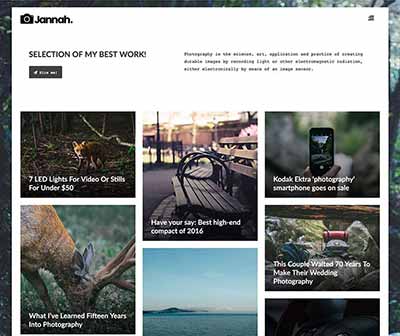 Jannah.
SELECTION OF MY BEST WORK!
Photography is the science, art, application and practice of creating
durable images by recording light or other electromagnetic radiation,
either electronically by means of an image sensor.
Hire me!
7 LED Lights For Video Or Stills
For Under $50
Have your say: Best high-end
compact of 2016
Kodak Ektra 'photography'
smartphone goes on sale
What I've Learned Fifteen Years
Into Photography
This Couple Waited 70 Years To
Make Their Wedding
Photography